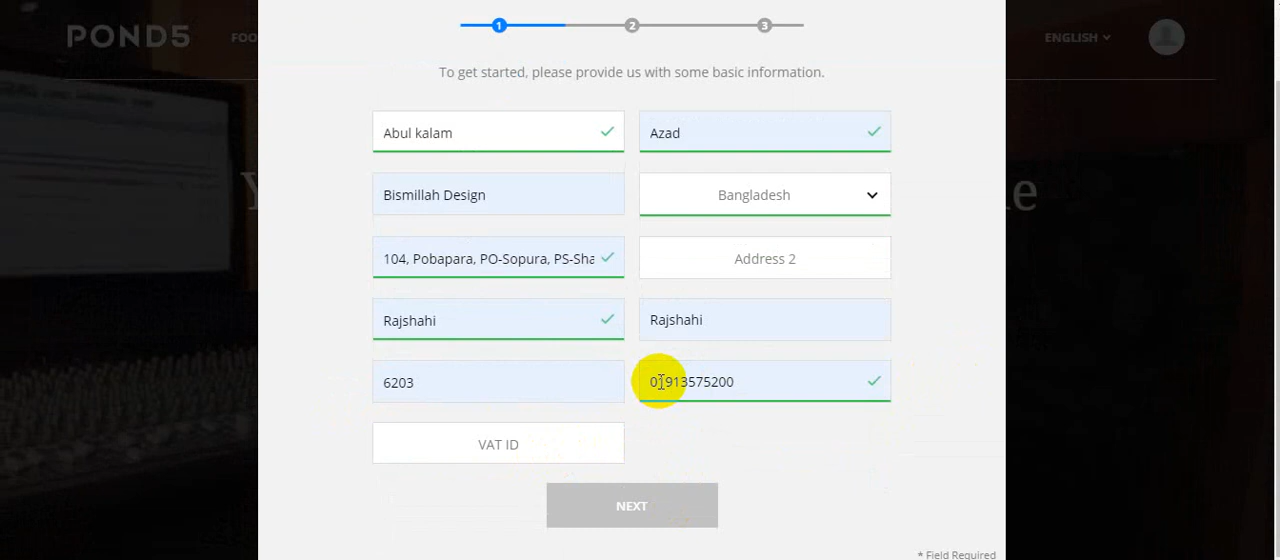 POND5
FOO
1 2 3
ENGLISH
To get started, please provide us with some basic information.
Abul kalam
Azad
Bismillah Design
Bangladesh
104, Pobapara, PO-Sopura, PS-Sha
Address 2
Rajshahi
Rajshahi
6203
01913575200
VAT ID
NEXT
* Field Required